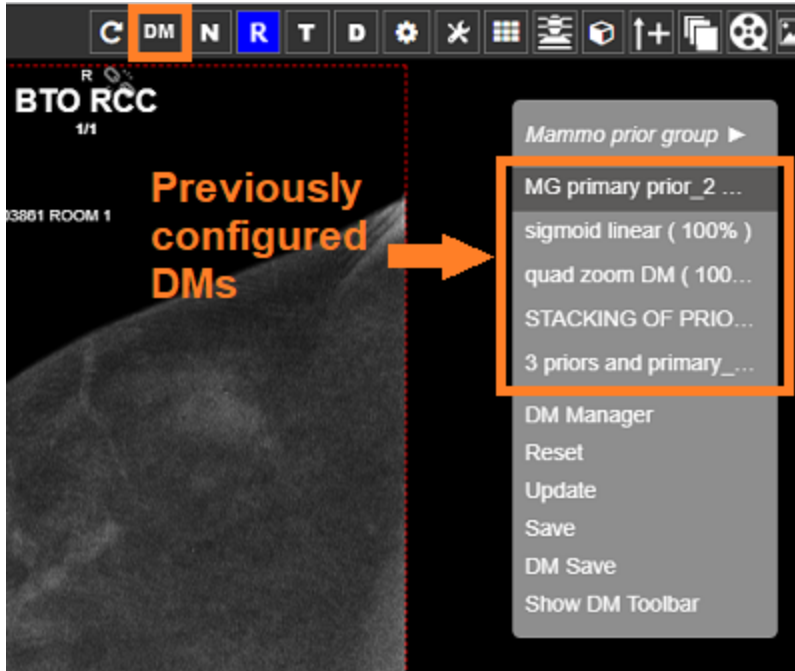 C DM N R T D
R
BTO RCC
1/1
03861 ROOM 1
Previously
configured
DMs
Mammo prior group ▶
MG primary prior_2 ...
sigmoid linear ( 100% )
quad zoom DM ( 100...
STACKING OF PRIO...
3 priors and primary_...
DM Manager
Reset
Update
Save
DM Save
Show DM Toolbar